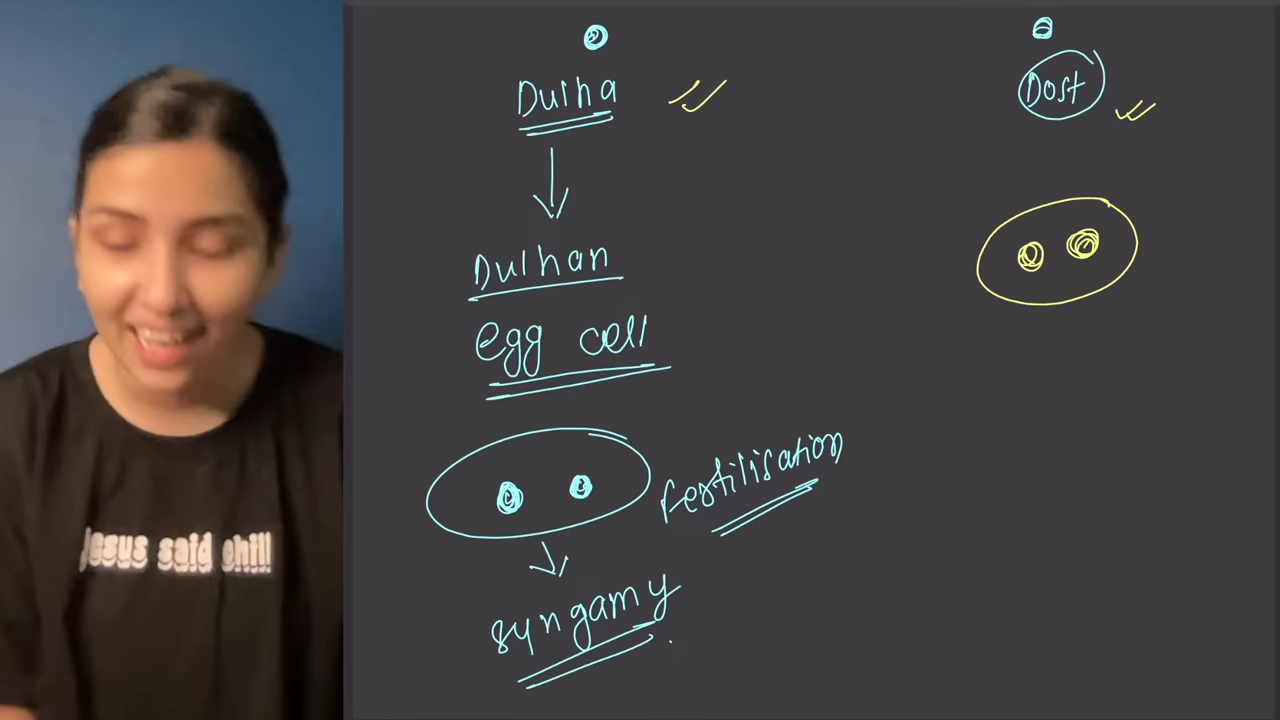 Dulha
Dost
Dulhan
egg cell
fertilisation
syngamy
Jesus said chill!